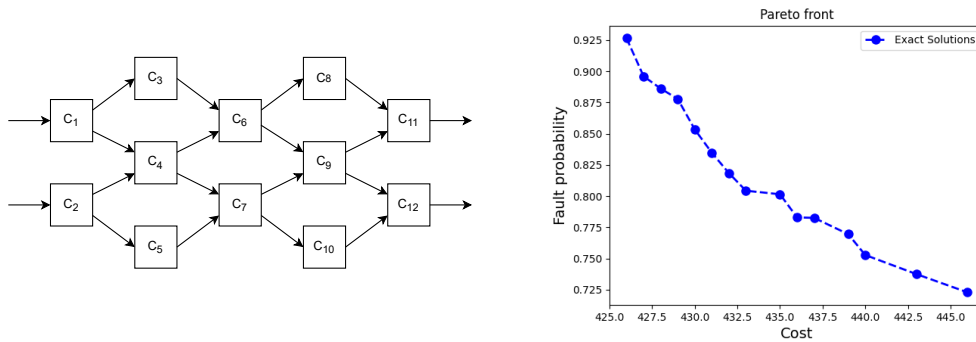 C3
C8
C1
C6
C11
C4
C9
C2
C7
C12
C5
C10
Pareto front
Exact Solutions
0.925
0.900
0.875
0.850
0.825
0.800
0.775
0.750
0.725
Fault probability
425.0 427.5 430.0 432.5 435.0 437.5 440.0 442.5 445.0
Cost